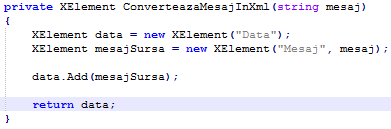 private XElement ConverteazaMesajInXml(string mesaj)
{
    XElement data = new XElement("Data");
    XElement mesajSursa = new XElement("Mesaj", mesaj);

    data.Add(mesajSursa);

    return data;
}